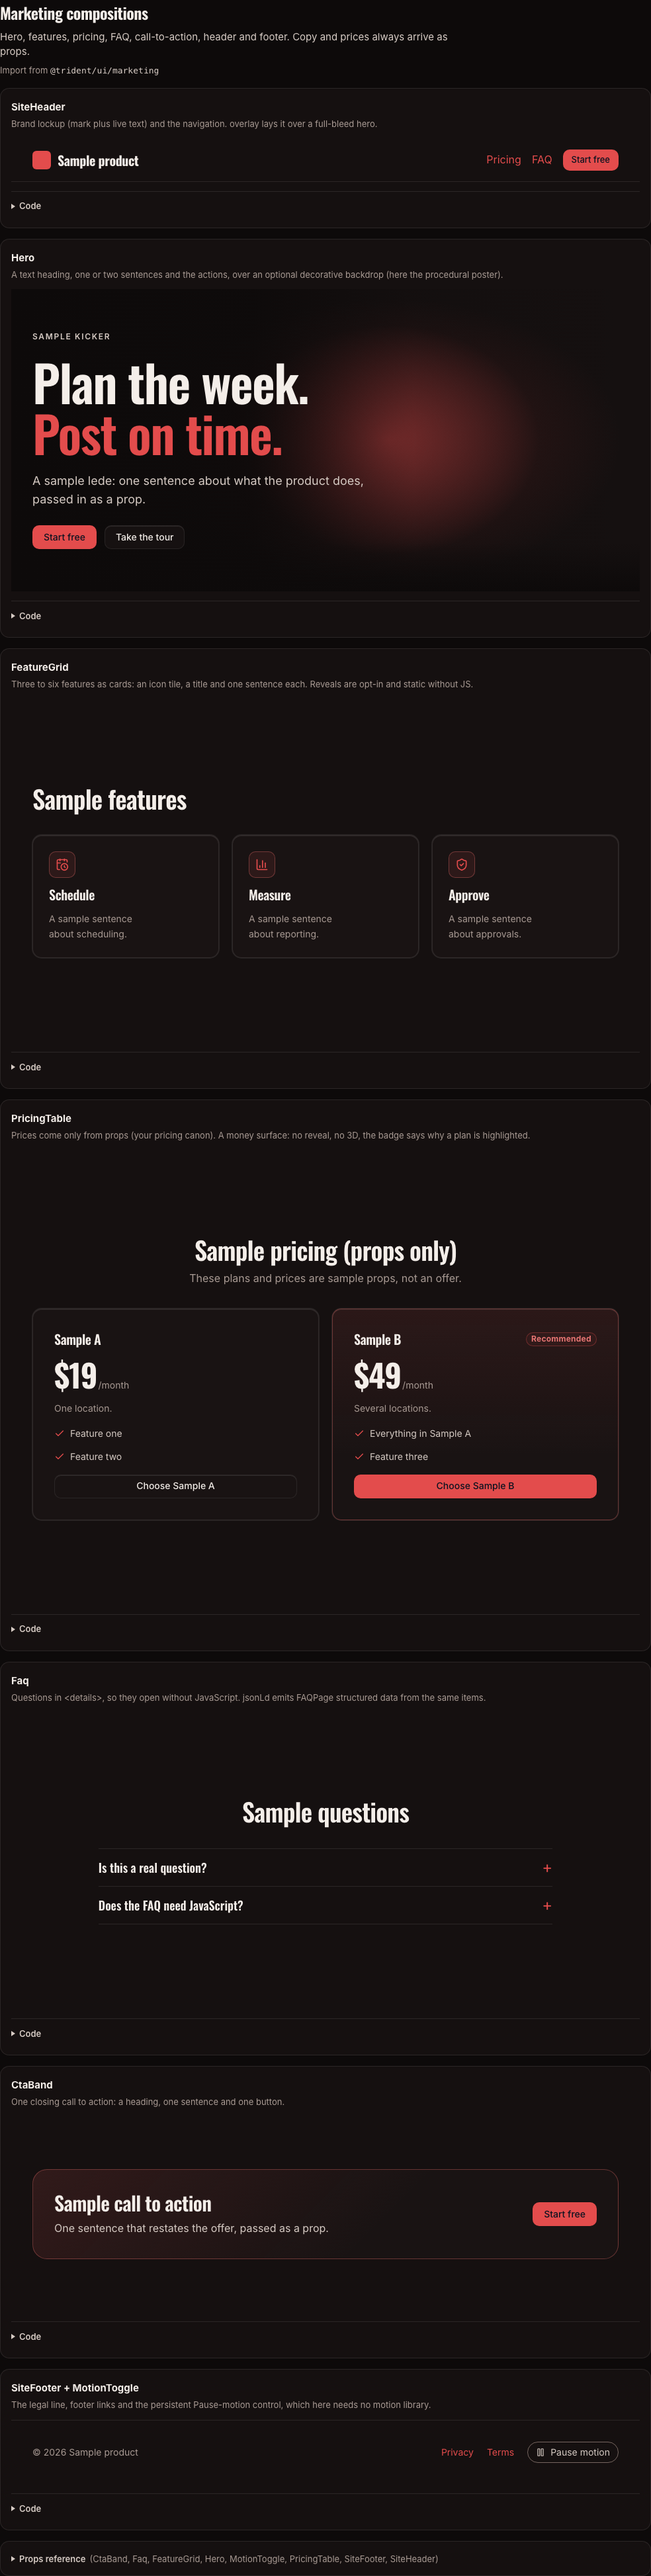 Marketing compositions
Hero, features, pricing, FAQ, call-to-action, header and footer. Copy and prices always arrive as
props.
Import from @trident/ui/marketing
SiteHeader
Brand lockup (mark plus live text) and the navigation. overlay lays it over a full-bleed hero.
Sample product
Pricing FAQ Start free
Code
Hero
A text heading, one or two sentences and the actions, over an optional decorative backdrop (here the procedural poster).
SAMPLE KICKER
Plan the week.
Post on time.
A sample lede: one sentence about what the product does,
passed in as a prop.
Start free Take the tour
Code
FeatureGrid
Three to six features as cards: an icon tile, a title and one sentence each. Reveals are opt-in and static without JS.
Sample features
Schedule
A sample sentence
about scheduling.
Measure
A sample sentence
about reporting.
Approve
A sample sentence
about approvals.
Code
PricingTable
Prices come only from props (your pricing canon). A money surface: no reveal, no 3D, the badge says why a plan is highlighted.
Sample pricing (props only)
These plans and prices are sample props, not an offer.
Sample A
$19/month
One location.
Feature one
Feature two
Choose Sample A
Sample B Recommended
$49/month
Several locations.
Everything in Sample A
Feature three
Choose Sample B
Code
Faq
Questions in <details>, so they open without JavaScript. jsonLd emits FAQPage structured data from the same items.
Sample questions
Is this a real question? +
Does the FAQ need JavaScript? +
Code
CtaBand
One closing call to action: a heading, one sentence and one button.
Sample call to action
One sentence that restates the offer, passed as a prop.
Start free
Code
SiteFooter + MotionToggle
The legal line, footer links and the persistent Pause-motion control, which here needs no motion library.
© 2026 Sample product
Privacy Terms Pause motion
Code
Props reference (CtaBand, Faq, FeatureGrid, Hero, MotionToggle, PricingTable, SiteFooter, SiteHeader)